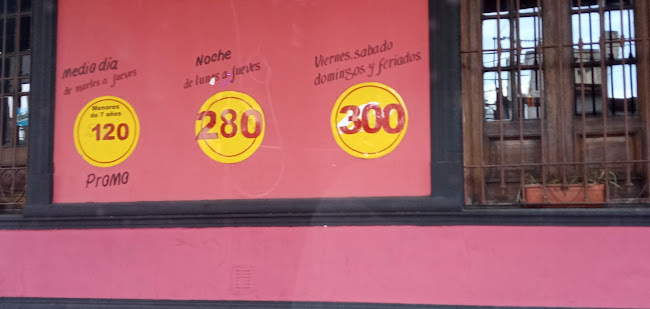 Medio día
de martes a jueves
Menores
de 7 años
120
Promo
Noche
de lunes a jueves
280
Viernes, sabado
domingos y feriados
300